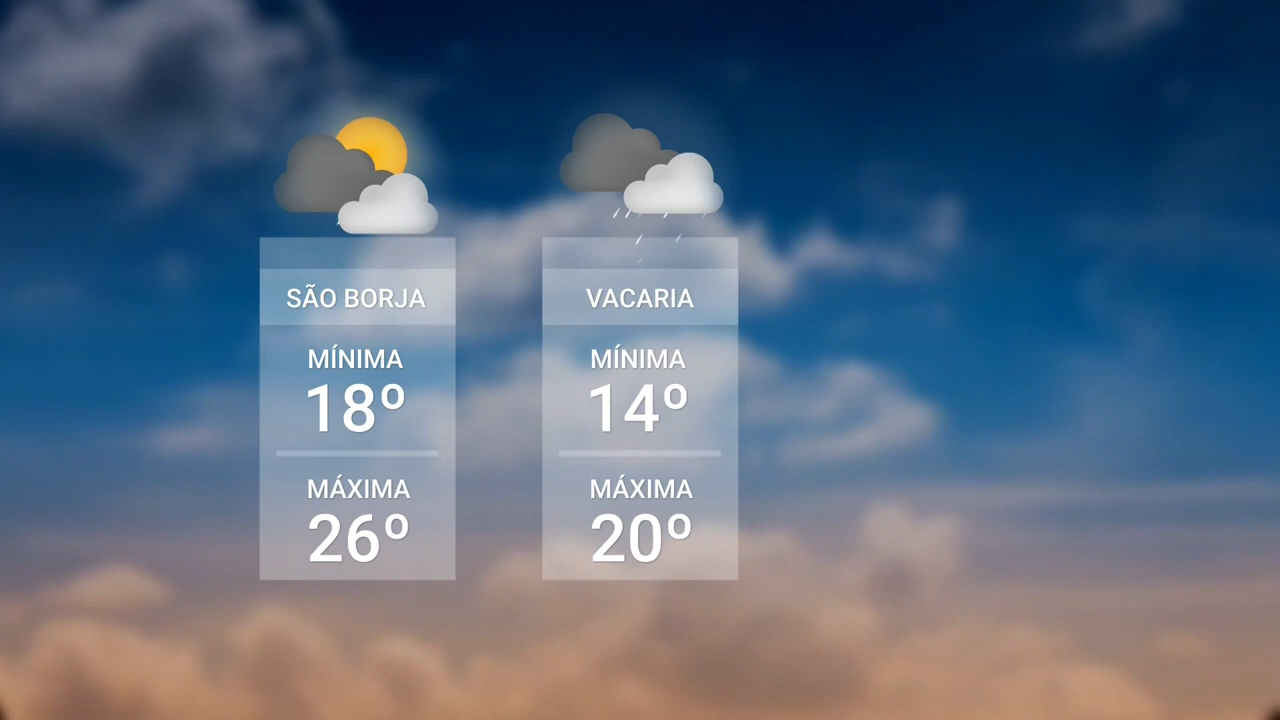 SÃO BORJA
MÍNIMA
18º
MÁXIMA
26º
VACARIA
MÍNIMA
14º
MÁXIMA
20º